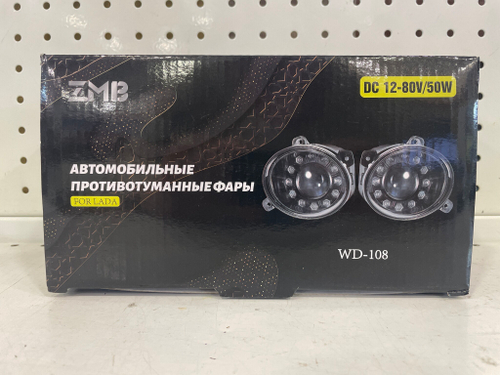 ZMB
DC 12-80V/50W
АВТОМОБИЛЬНЫЕ
ПРОТИВОТУМАННЫЕ ФАРЫ
FOR LADA
WD-108